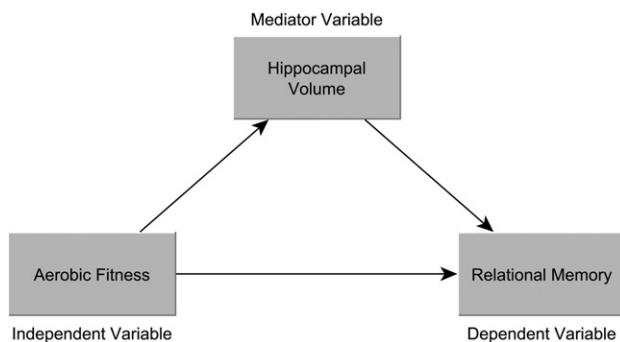 Mediator Variable
Hippocampal
Volume
Aerobic Fitness
Relational Memory
Independent Variable
Dependent Variable